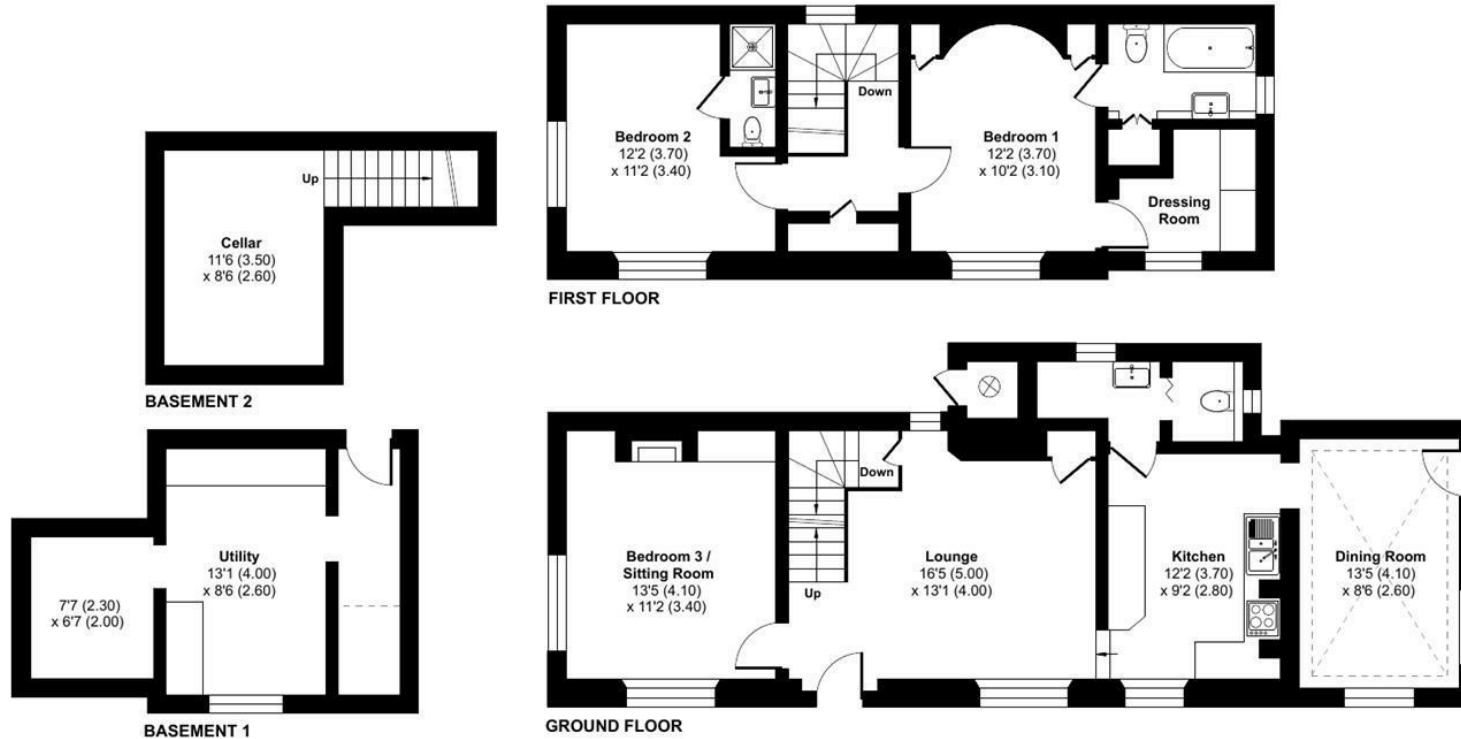 Bedroom 2
12'2 (3.70)
x 11'2 (3.40)
Down
Bedroom 1
12'2 (3.70)
x 10'2 (3.10)
Dressing
Room
FIRST FLOOR
Up
Cellar
11'6 (3.50)
x 8'6 (2.60)
BASEMENT 2
7'7 (2.30)
x 6'7 (2.00)
Utility
13'1 (4.00)
x 8'6 (2.60)
BASEMENT 1
Bedroom 3 /
Sitting Room
13'5 (4.10)
x 11'2 (3.40)
Down
Up
Lounge
16'5 (5.00)
x 13'1 (4.00)
Kitchen
12'2 (3.70)
x 9'2 (2.80)
Dining Room
13'5 (4.10)
x 8'6 (2.60)
GROUND FLOOR